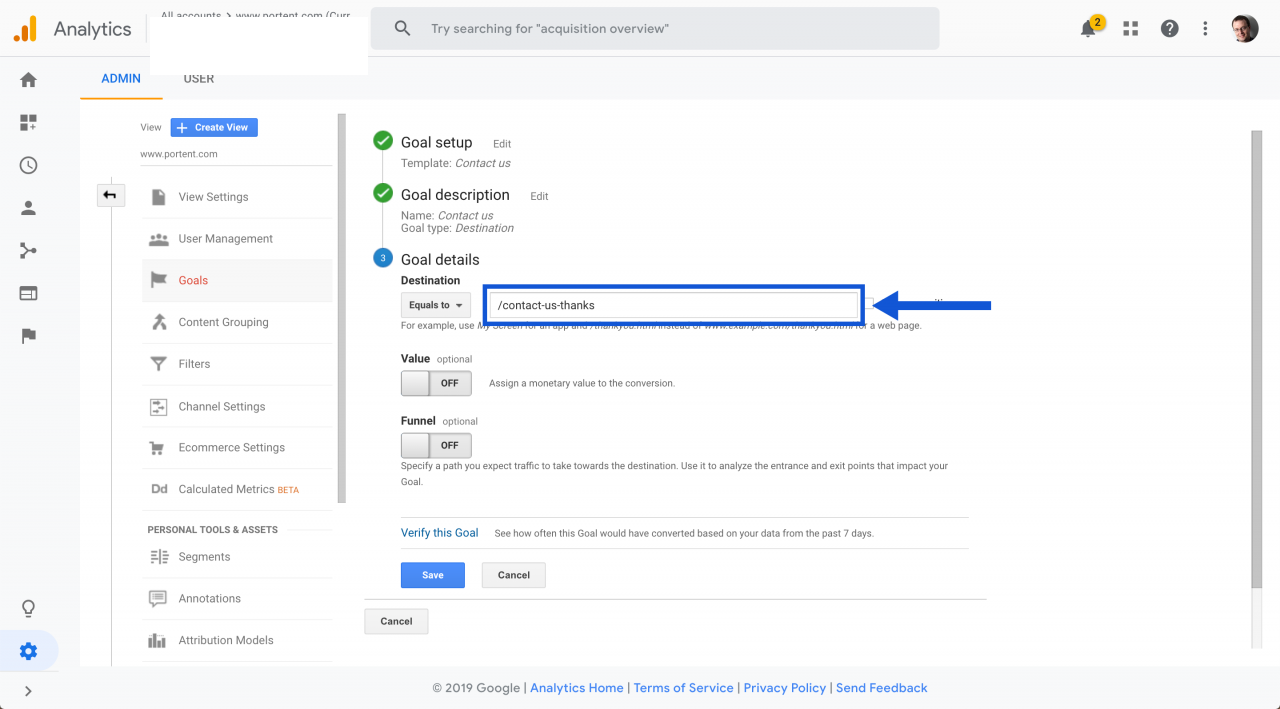 Analytics
All accounts > www.portent.com (Curr
Try searching for "acquisition overview"
2
ADMIN
USER
View
Create View
www.portent.com
View Settings
User Management
Goals
Content Grouping
Filters
Channel Settings
Ecommerce Settings
Dd Calculated Metrics BETA
PERSONAL TOOLS & ASSETS
Segments
Annotations
Attribution Models
Goal setup Edit
Template: Contact us
Goal description Edit
Name: Contact us
Goal type: Destination
3 Goal details
Destination
Equals to /contact-us-thanks
For example, use My Screen for an app and /thankyou.html instead of www.example.com/thankyou.html for a web page.
Value optional
OFF Assign a monetary value to the conversion.
Funnel optional
OFF
Specify a path you expect traffic to take towards the destination. Use it to analyze the entrance and exit points that impact your
Goal.
Verify this Goal See how often this Goal would have converted based on your data from the past 7 days.
Save Cancel
Cancel
© 2019 Google | Analytics Home | Terms of Service | Privacy Policy | Send Feedback